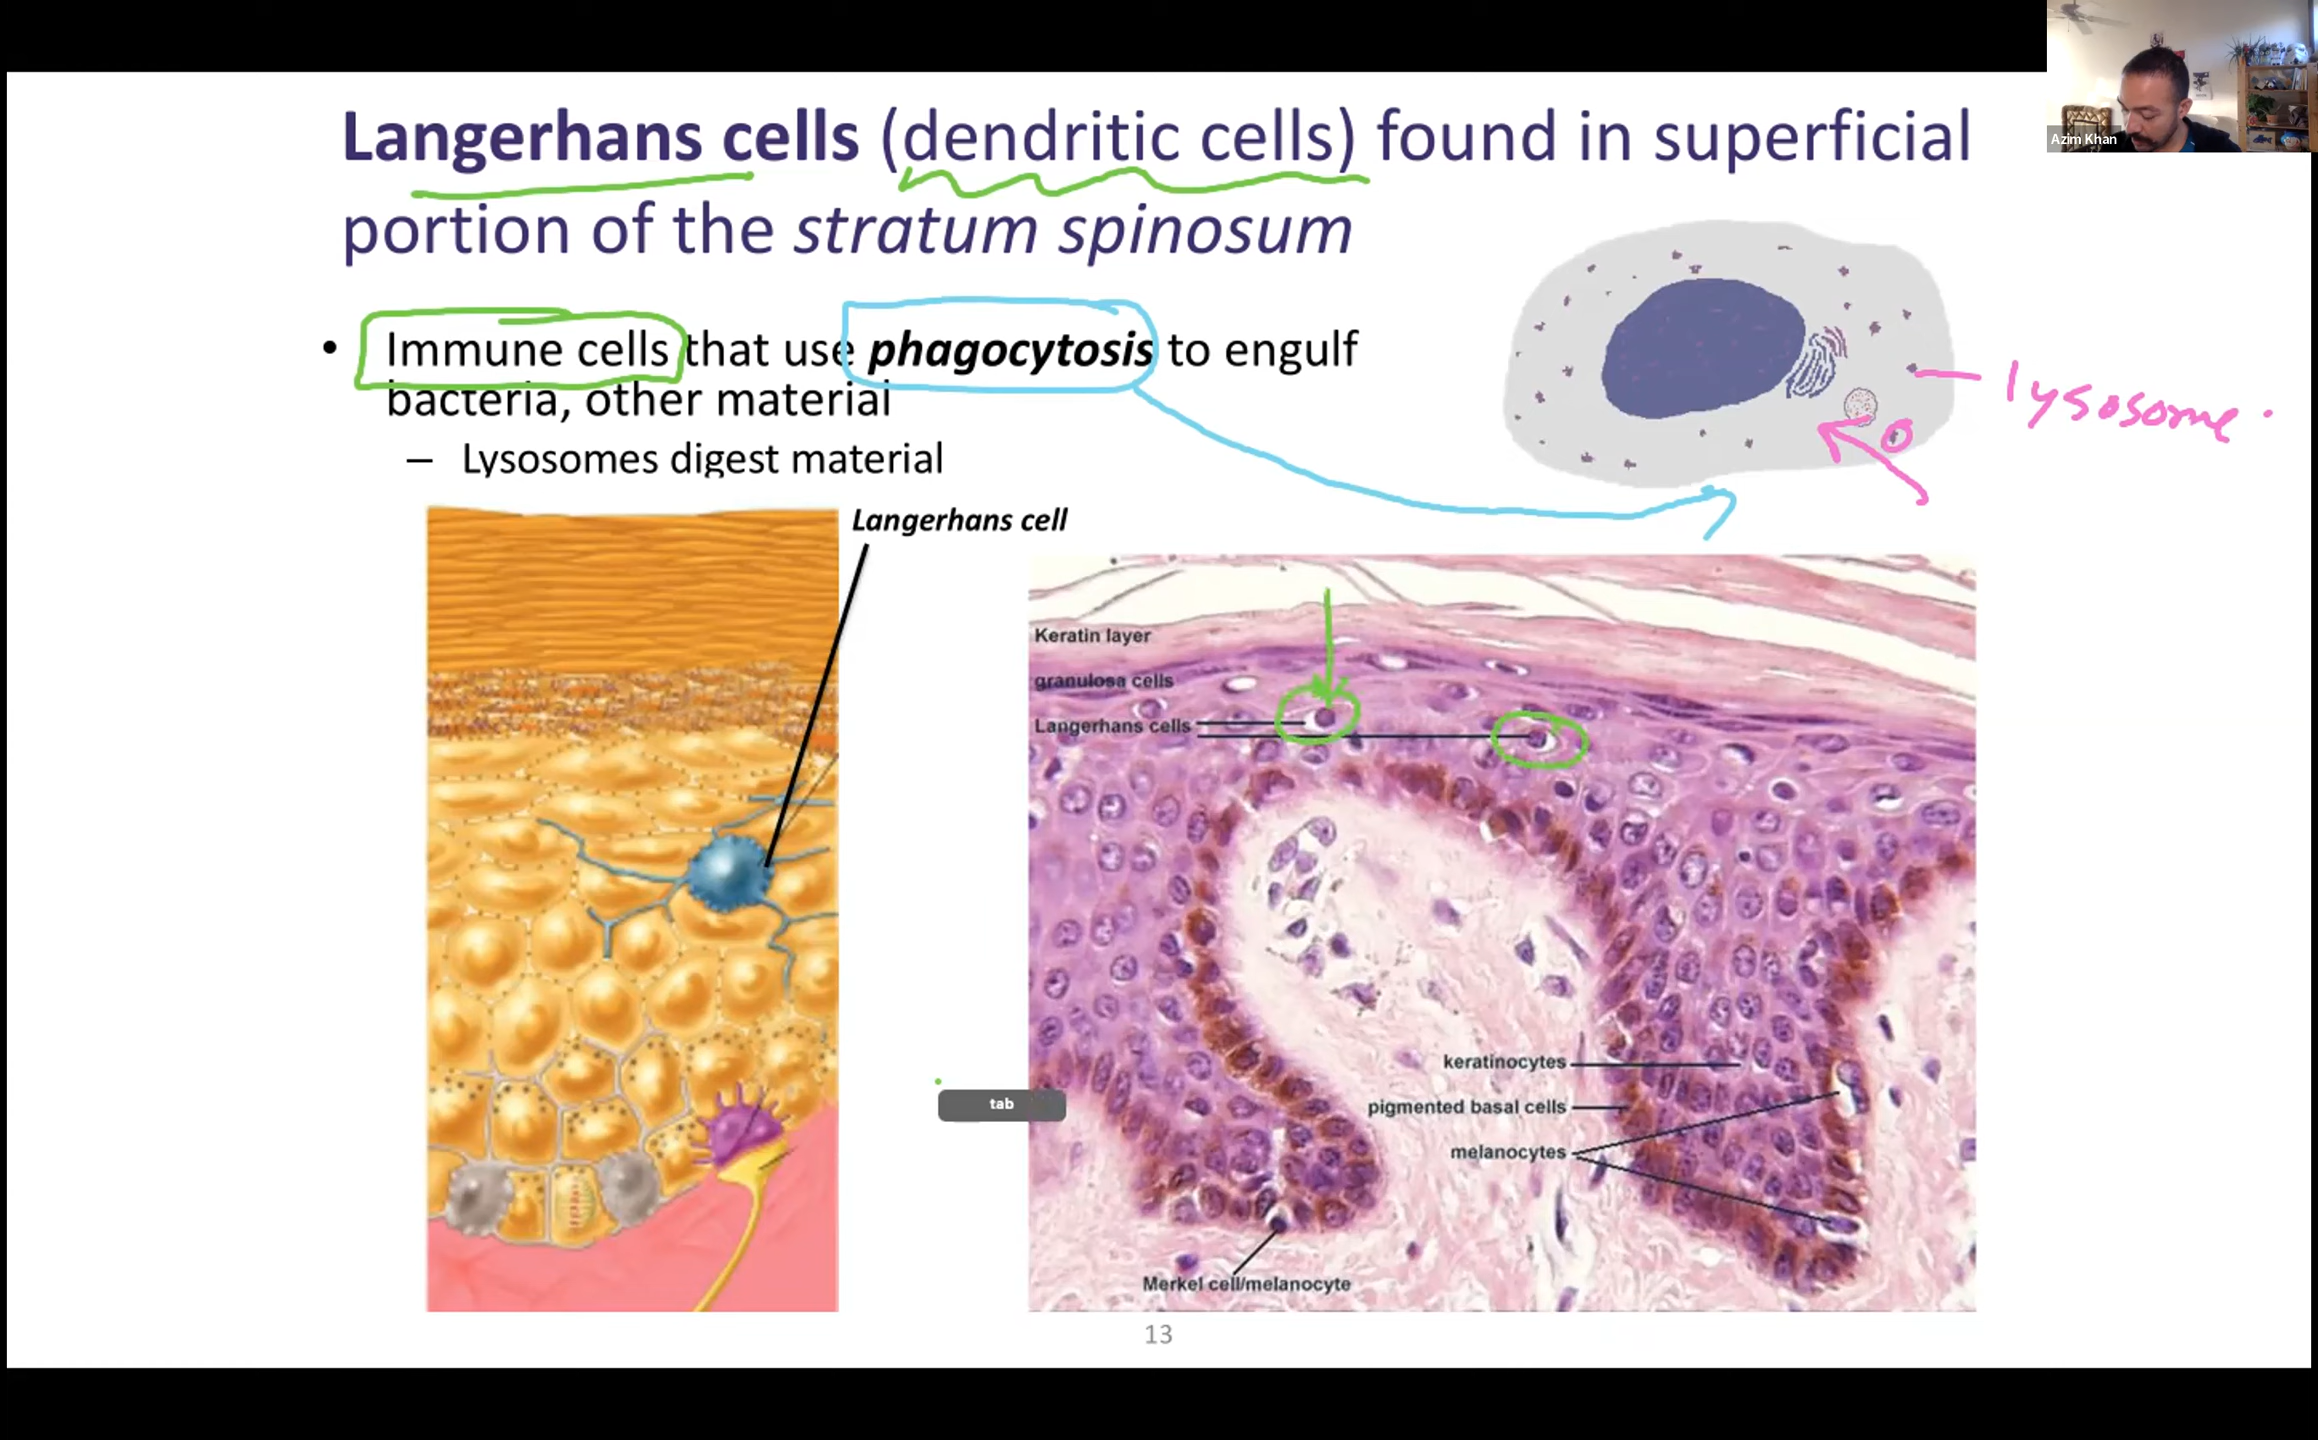 Azim Khan
Langerhans cells (dendritic cells) found in superficial
portion of the stratum spinosum
• Immune cells that use phagocytosis to engulf
bacteria, other material
– Lysosomes digest material
lysosome
Langerhans cell
Keratin layer
granulosa cells
Langerhans cells
keratinocytes
pigmented basal cells
melanocytes
Merkel cell/melanocyte
tab
13